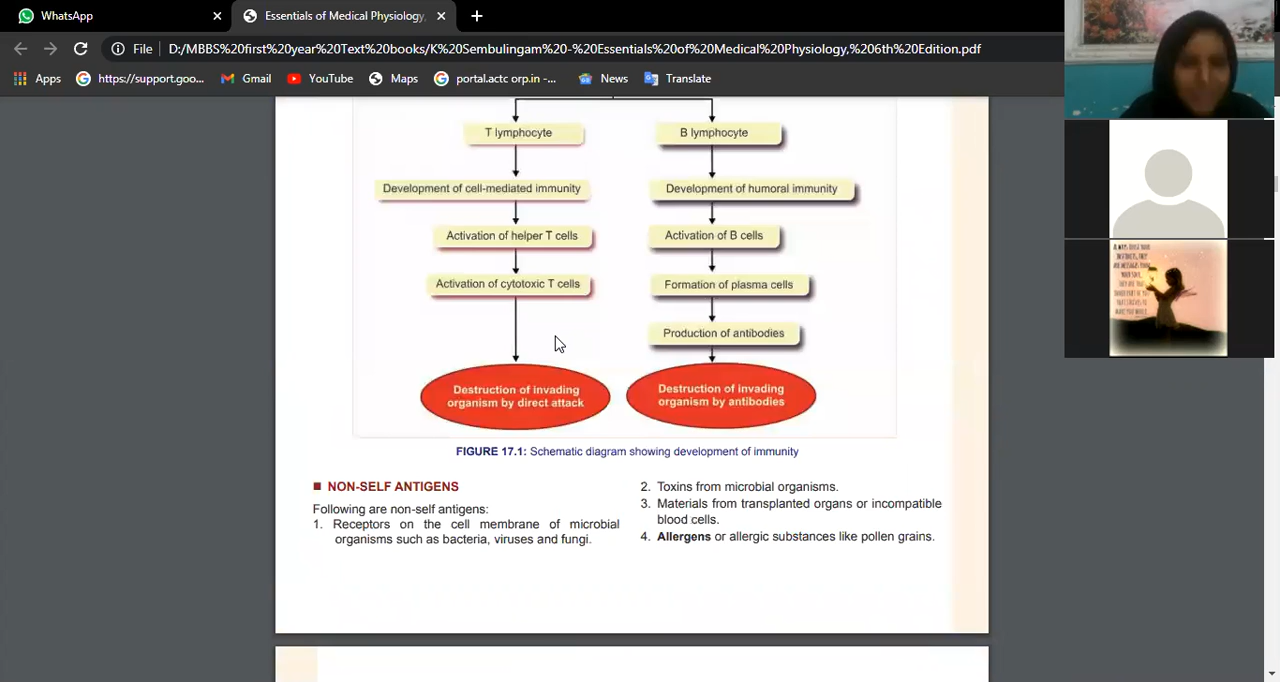 WhatsApp
Essentials of Medical Physiology,
File
D:/MBBS%20first%20year%20Text%20books/K%20Sembulingam%20-%20Essentials%20of%20Medical%20Physiology,%206th%20Edition.pdf
Apps
https://support.goo...
Gmail
YouTube
Maps
portal.actc orp.in -...
News
Translate
T lymphocyte
B lymphocyte
Development of cell-mediated immunity
Development of humoral immunity
Activation of helper T cells
Activation of B cells
Activation of cytotoxic T cells
Formation of plasma cells
Production of antibodies
Destruction of invading
organism by direct attack
Destruction of invading
organism by antibodies
FIGURE 17.1: Schematic diagram showing development of immunity
NON-SELF ANTIGENS
Following are non-self antigens:
1. Receptors on the cell membrane of microbial
organisms such as bacteria, viruses and fungi.
2. Toxins from microbial organisms.
3. Materials from transplanted organs or incompatible
blood cells.
4. Allergens or allergic substances like pollen grains.